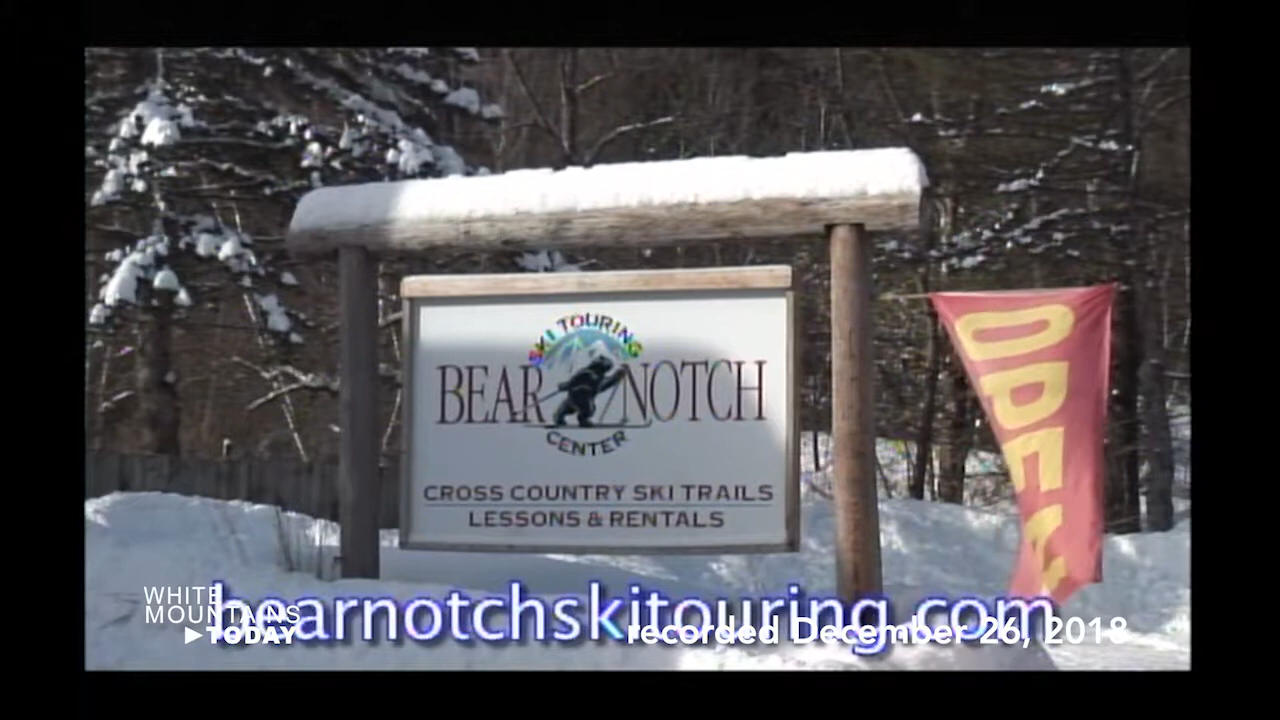 SKI TOURING
BEAR NOTCH
CENTER
CROSS COUNTRY SKI TRAILS
LESSONS & RENTALS
OPEN
WHITE
MOUNTAINS
TODAY
bearnotchskitouring.com
recorded December 26, 2018